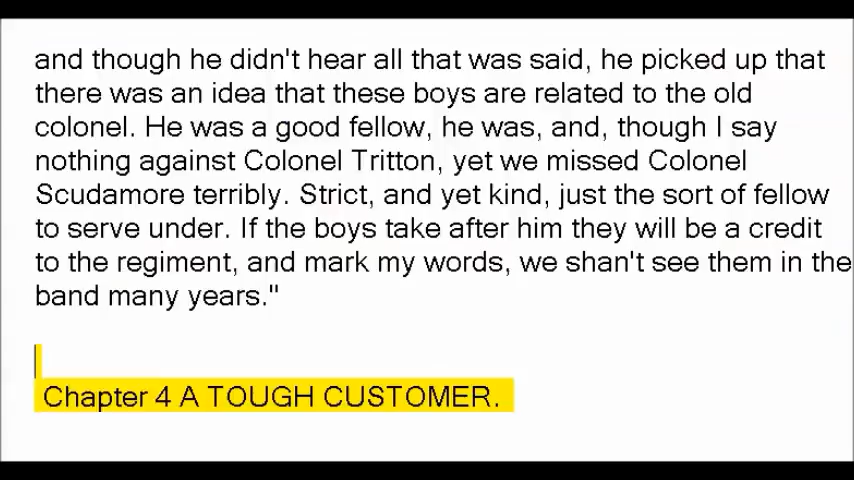 and though he didn't hear all that was said, he picked up that
there was an idea that these boys are related to the old
colonel. He was a good fellow, he was, and, though I say
nothing against Colonel Tritton, yet we missed Colonel
Scudamore terribly. Strict, and yet kind, just the sort of fellow
to serve under. If the boys take after him they will be a credit
to the regiment, and mark my words, we shan't see them in the
band many years."
Chapter 4 A TOUGH CUSTOMER.